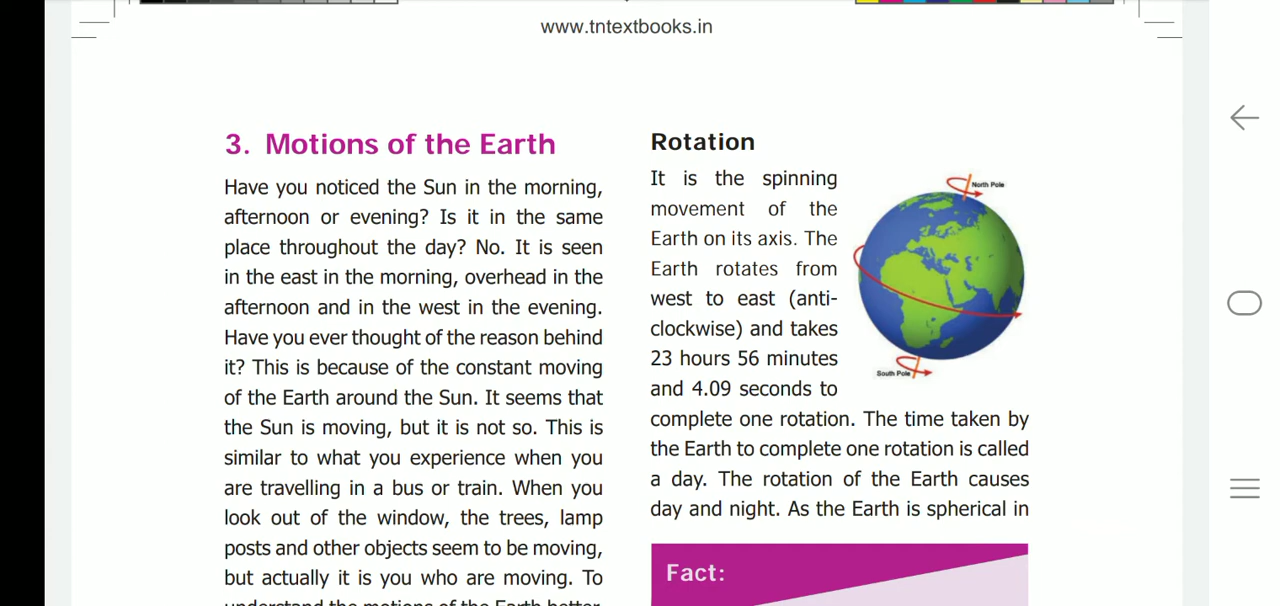 www.tntextbooks.in
3. Motions of the Earth
Have you noticed the Sun in the morning,
afternoon or evening? Is it in the same
place throughout the day? No. It is seen
in the east in the morning, overhead in the
afternoon and in the west in the evening.
Have you ever thought of the reason behind
it? This is because of the constant moving
of the Earth around the Sun. It seems that
the Sun is moving, but it is not so. This is
similar to what you experience when you
are travelling in a bus or train. When you
look out of the window, the trees, lamp
posts and other objects seem to be moving,
but actually it is you who are moving. To
understand the motions of the Earth better,
Rotation
It is the spinning
movement of the
Earth on its axis. The
Earth rotates from
west to east (anti-
clockwise) and takes
23 hours 56 minutes
and 4.09 seconds to
complete one rotation. The time taken by
the Earth to complete one rotation is called
a day. The rotation of the Earth causes
day and night. As the Earth is spherical in
North Pole
South Pole
Fact: